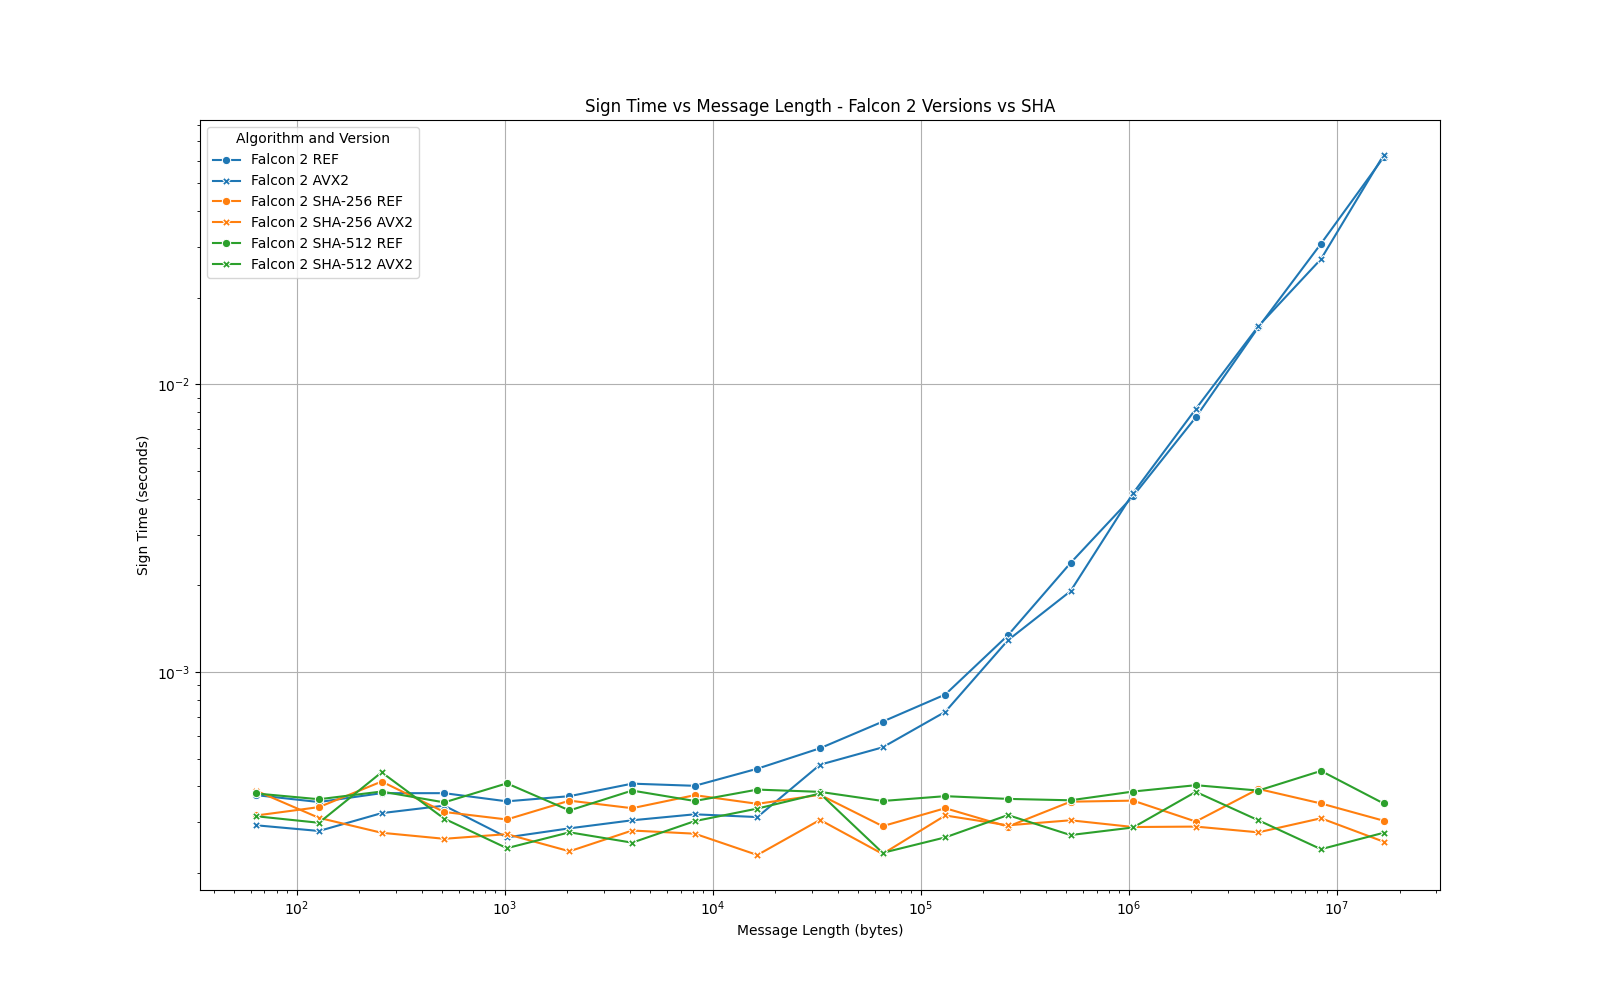 Sign Time vs Message Length - Falcon 2 Versions vs SHA
Algorithm and Version
Falcon 2 REF
Falcon 2 AVX2
Falcon 2 SHA-256 REF
Falcon 2 SHA-256 AVX2
Falcon 2 SHA-512 REF
Falcon 2 SHA-512 AVX2
Sign Time (seconds)
10⁻²
10⁻³
10² 10³ 10⁴ 10⁵ 10⁶ 10⁷
Message Length (bytes)